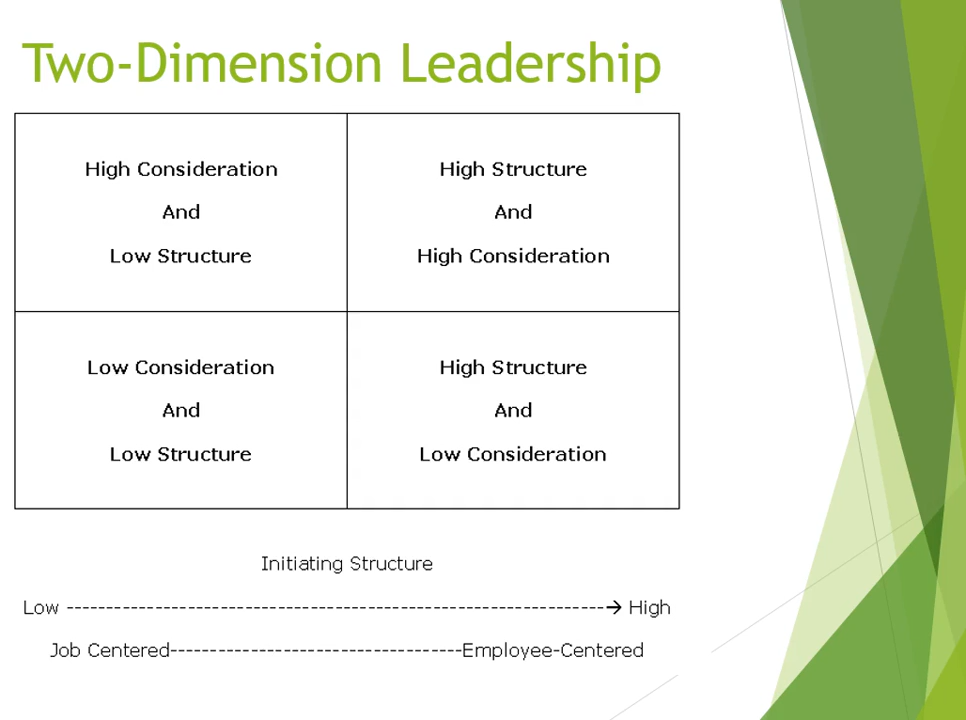 Two-Dimension Leadership
High Consideration
And
Low Structure
High Structure
And
High Consideration
Low Consideration
And
Low Structure
High Structure
And
Low Consideration
Initiating Structure
Low ------------------------------------------------------------------→ High
Job Centered------------------------------------Employee-Centered